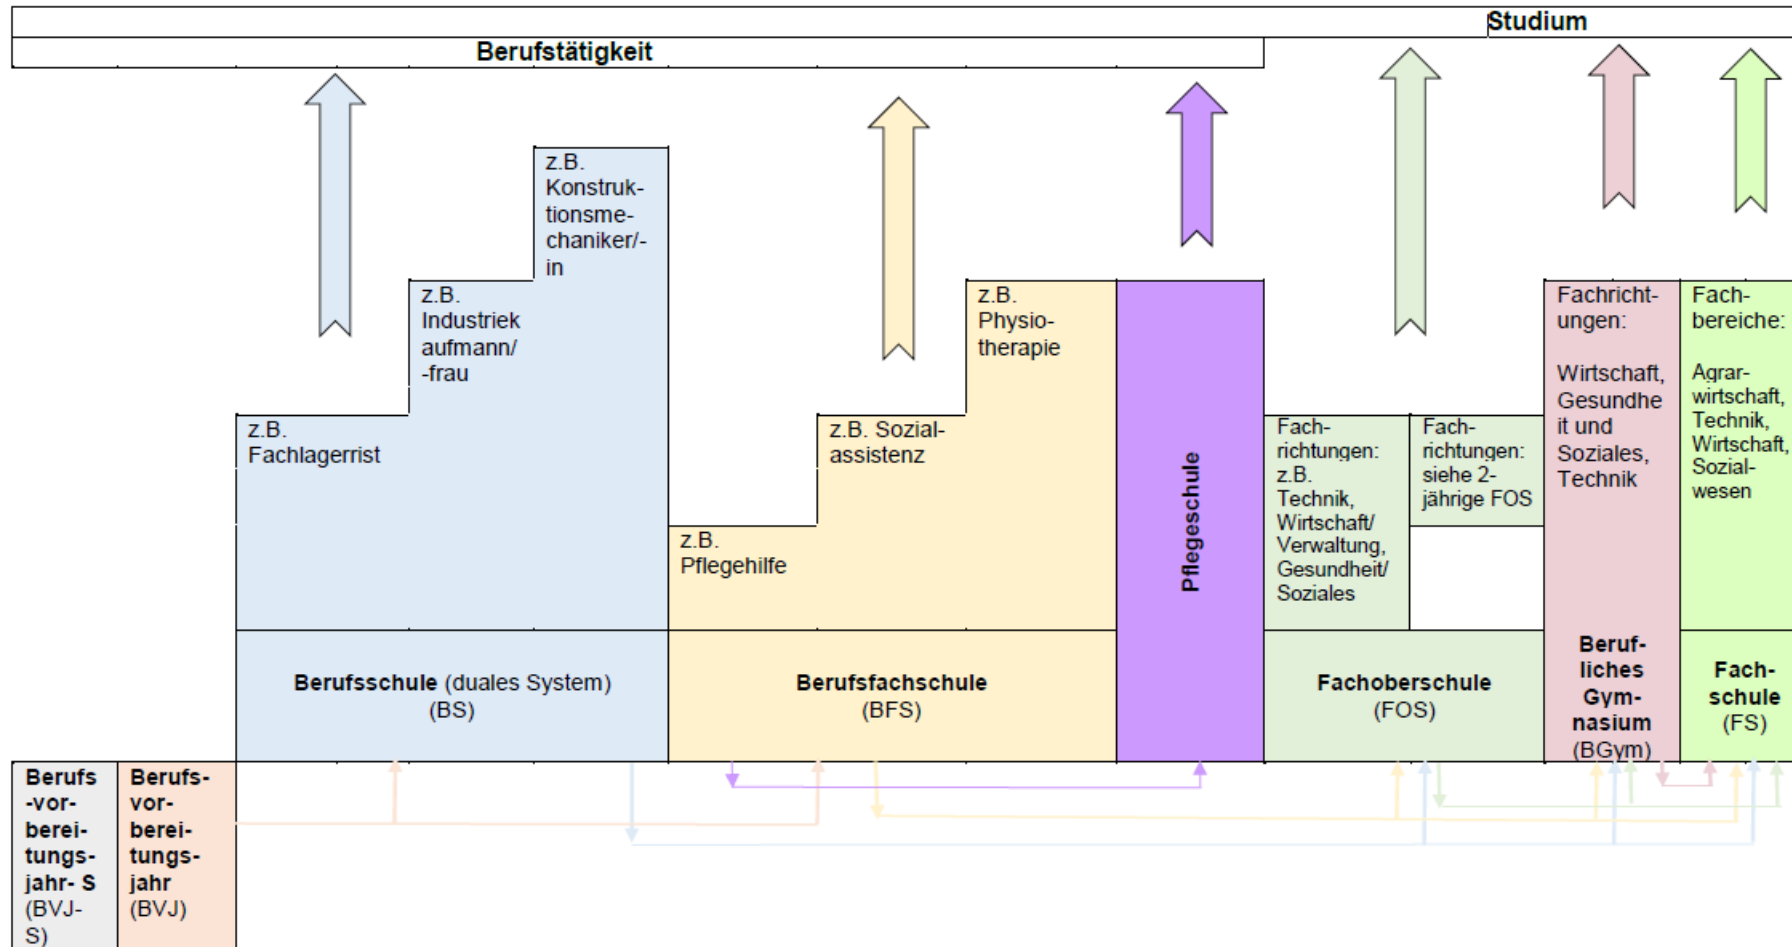 Studium
Berufstätigkeit
z.B.
Konstruk-
tionsme-
chaniker/-
in
z.B.
Industriek
aufmann/
-frau
z.B.
Fachlagerrist
z.B.
Physio-
therapie
z.B. Sozial-
assistenz
z.B.
Pflegehilfe
Pflegeschule
Fach-
richtungen:
z.B.
Technik,
Wirtschaft/
Verwaltung,
Gesundheit/
Soziales
Fach-
richtungen:
siehe 2-
jährige FOS
Fachricht-
ungen:
Wirtschaft,
Gesundhe
it und
Soziales,
Technik
Fach-
bereiche:
Agrar-
wirtschaft,
Technik,
Wirtschaft,
Sozial-
wesen
Berufsschule (duales System)
(BS)
Berufsfachschule
(BFS)
Fachoberschule
(FOS)
Beruf-
liches
Gym-
nasium
(BGym)
Fach-
schule
(FS)
Berufs
-vor-
berei-
tungs-
jahr- S
(BVJ-
S)
Berufs-
vor-
berei-
tungs-
jahr
(BVJ)